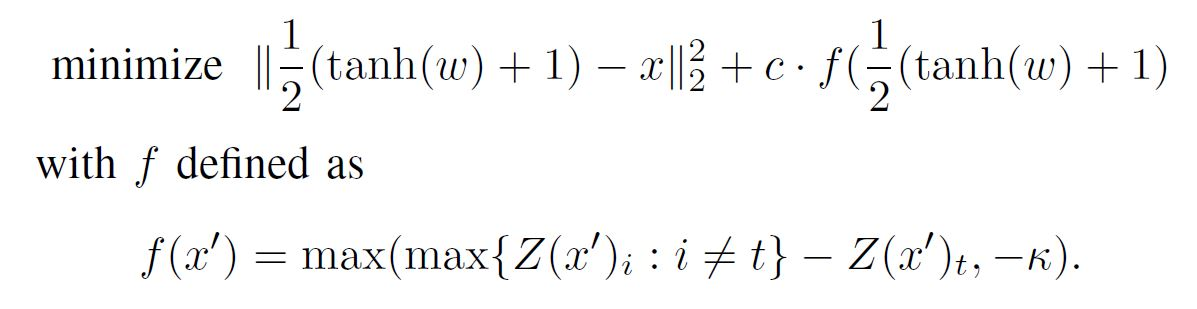 minimize ‖½(tanh(w) + 1) − x‖₂² + c · f(½(tanh(w) + 1)
with f defined as
f(x′) = max(max{Z(x′)ᵢ : i ≠ t} − Z(x′)ₜ, −κ).